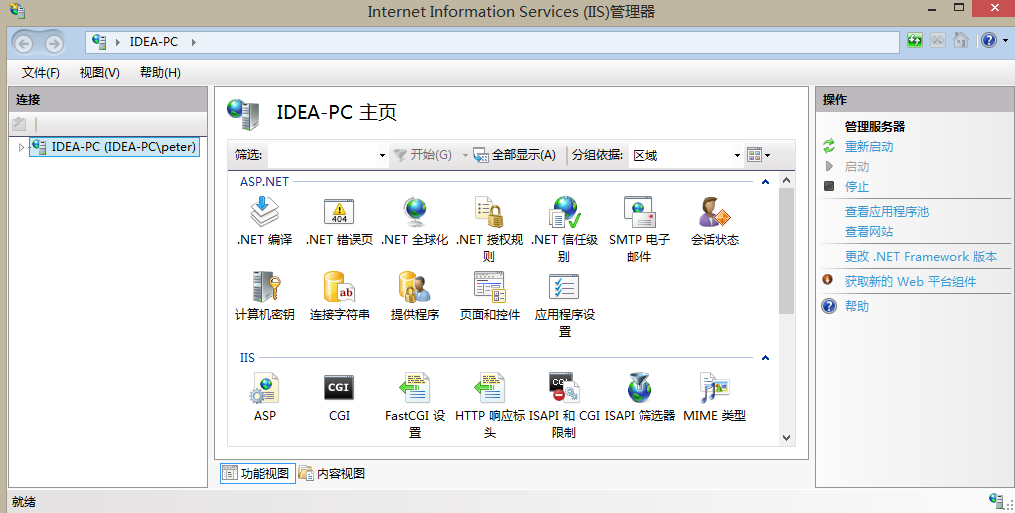 Internet Information Services (IIS)管理器
IDEA-PC
文件(F) 视图(V) 帮助(H)
连接
IDEA-PC (IDEA-PC\peter)
IDEA-PC 主页
筛选: 开始(G) 全部显示(A) 分组依据: 区域
ASP.NET
.NET 编译
404
.NET 错误页
.NET 全球化
.NET 授权规
则
.NET 信任级
别
SMTP 电子
邮件
会话状态
计算机密钥
ab
连接字符串
提供程序
页面和控件
应用程序设
置
IIS
ASP
CGI
CGI
FastCGI 设
置
HTTP 响应标
头
CGI
ISAPI 和 CGI
限制
ISAPI 筛选器
MIME 类型
功能视图 内容视图
操作
管理服务器
重新启动
启动
停止
查看应用程序池
查看网站
更改 .NET Framework 版本
获取新的 Web 平台组件
帮助
就绪